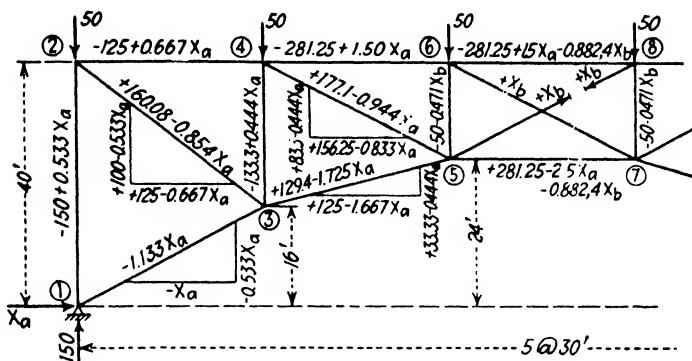 50
50
50
50
②
-125+0.667Xa
④
-281.25+1.50Xa
⑥
-281.25+1.5Xa-0.882,4Xb
⑧
40'
-150+0.533Xa
+160.08-0.854Xa
+100-0.533Xa
+125-0.667Xa
-133.3+0.444Xa
+177.1-0.944Xa
+83.3-0.444Xa
+156.25-0.833Xa
-50-0.471Xb
+Xb
+Xb
+Xb
-50-0.471Xb
③
+129.4-1.725Xa
+125-1.667Xa
+33.33-0.444Xa
⑤
+281.25-2.5Xa
-0.882,4Xb
⑦
-1.133Xa
-0.533Xa
-Xa
16'
24'
①
Xa
150
5@30'